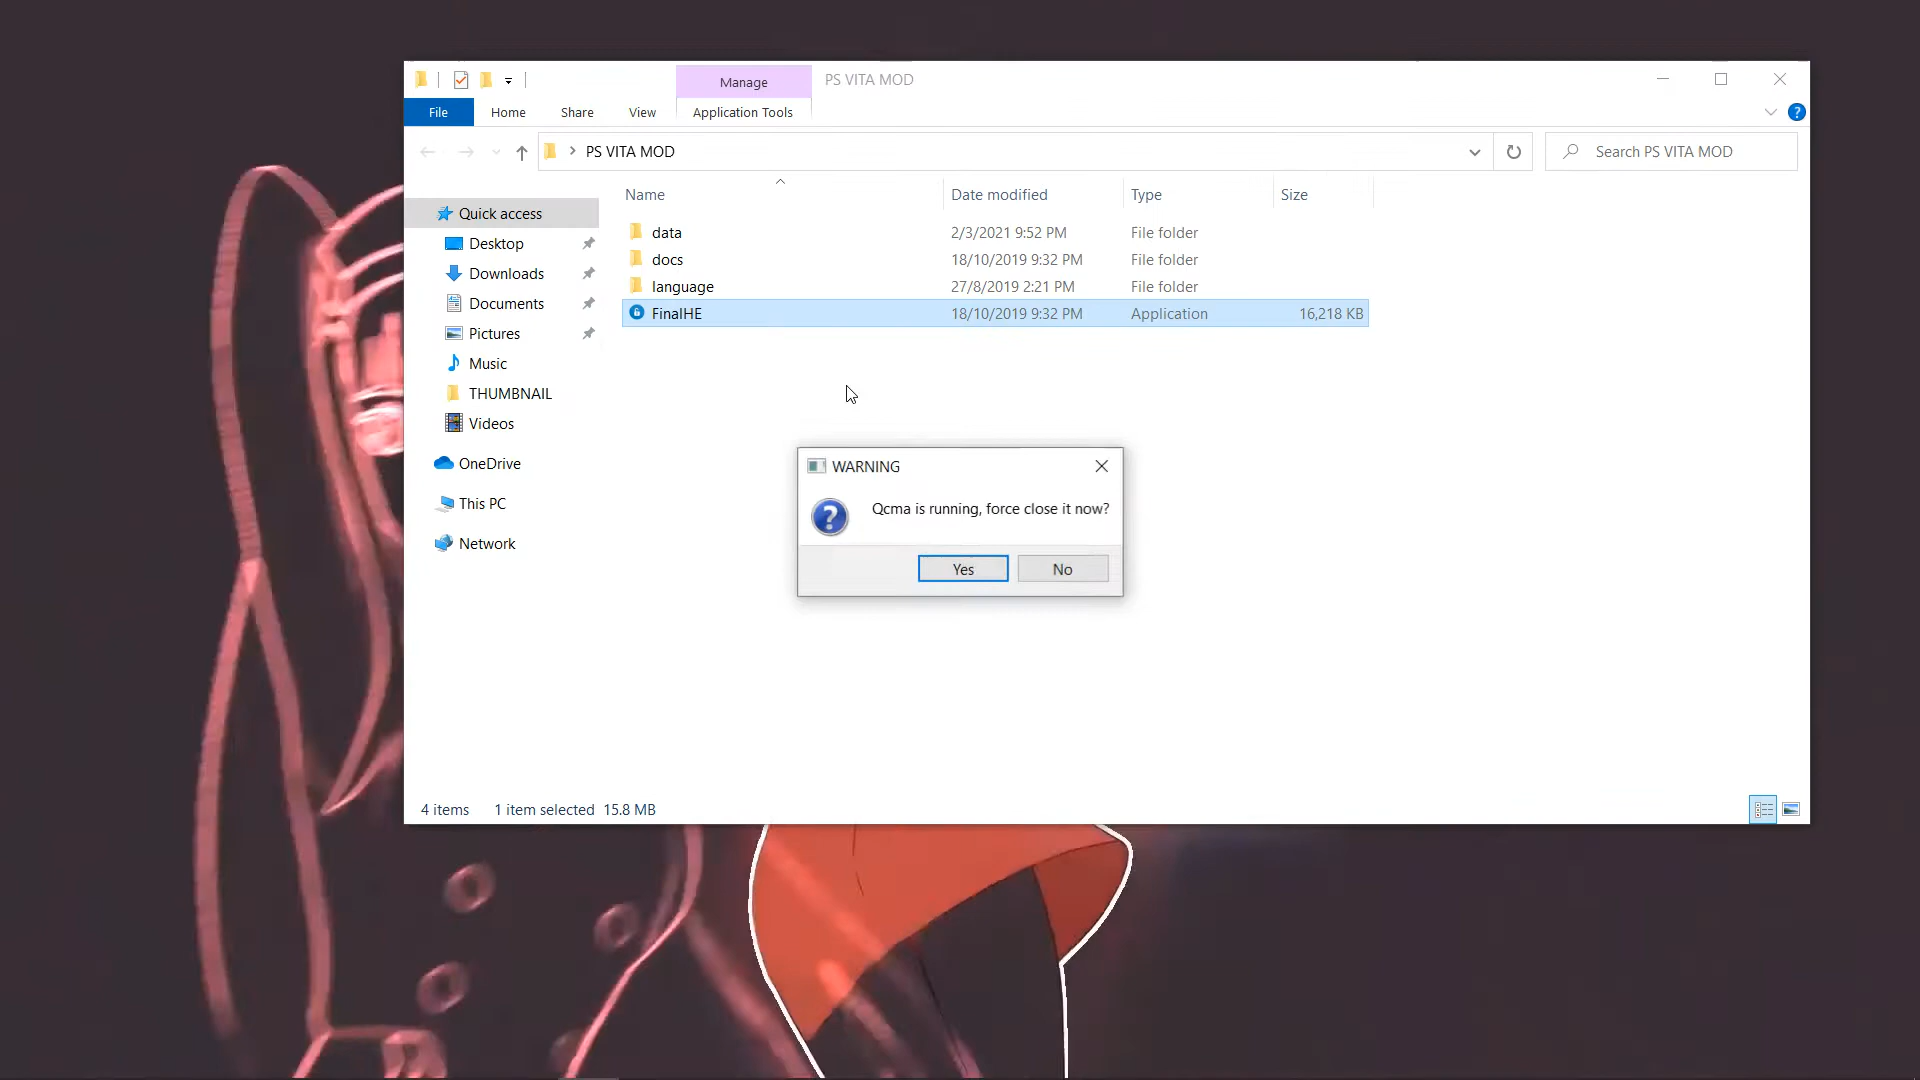 Manage
PS VITA MOD
File
Home
Share
View
Application Tools
?
PS VITA MOD
Search PS VITA MOD
Name
Date modified
Type
Size
Quick access
Desktop
Downloads
Documents
Pictures
Music
THUMBNAIL
Videos
OneDrive
This PC
Network
data 2/3/2021 9:52 PM File folder
docs 18/10/2019 9:32 PM File folder
language 27/8/2019 2:21 PM File folder
FinalHE 18/10/2019 9:32 PM Application 16,218 KB
WARNING
?
Qcma is running, force close it now?
Yes
No
4 items 1 item selected 15.8 MB